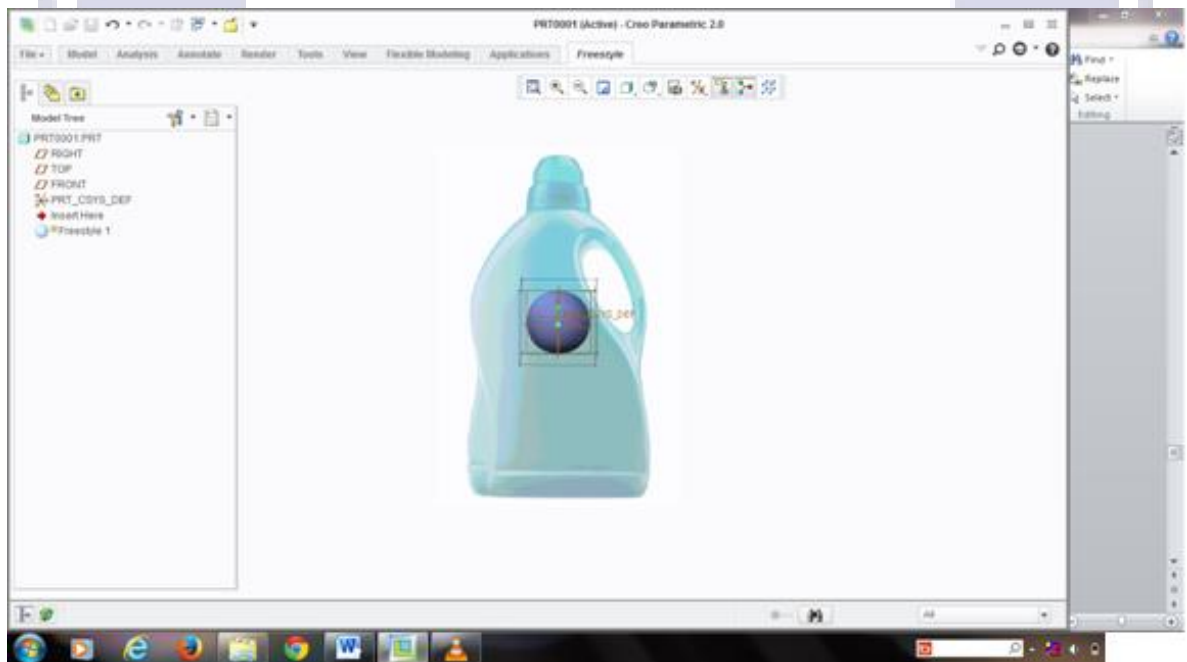 PRT0001 (Active) - Creo Parametric 2.0
File Model Analysis Annotate Render Tools View Flexible Modeling Applications Freestyle
Find
Replace
Select
Editing
Model Tree
PRT0001.PRT
RIGHT
TOP
FRONT
PRT_CSYS_DEF
Insert Here
Freestyle 1
All